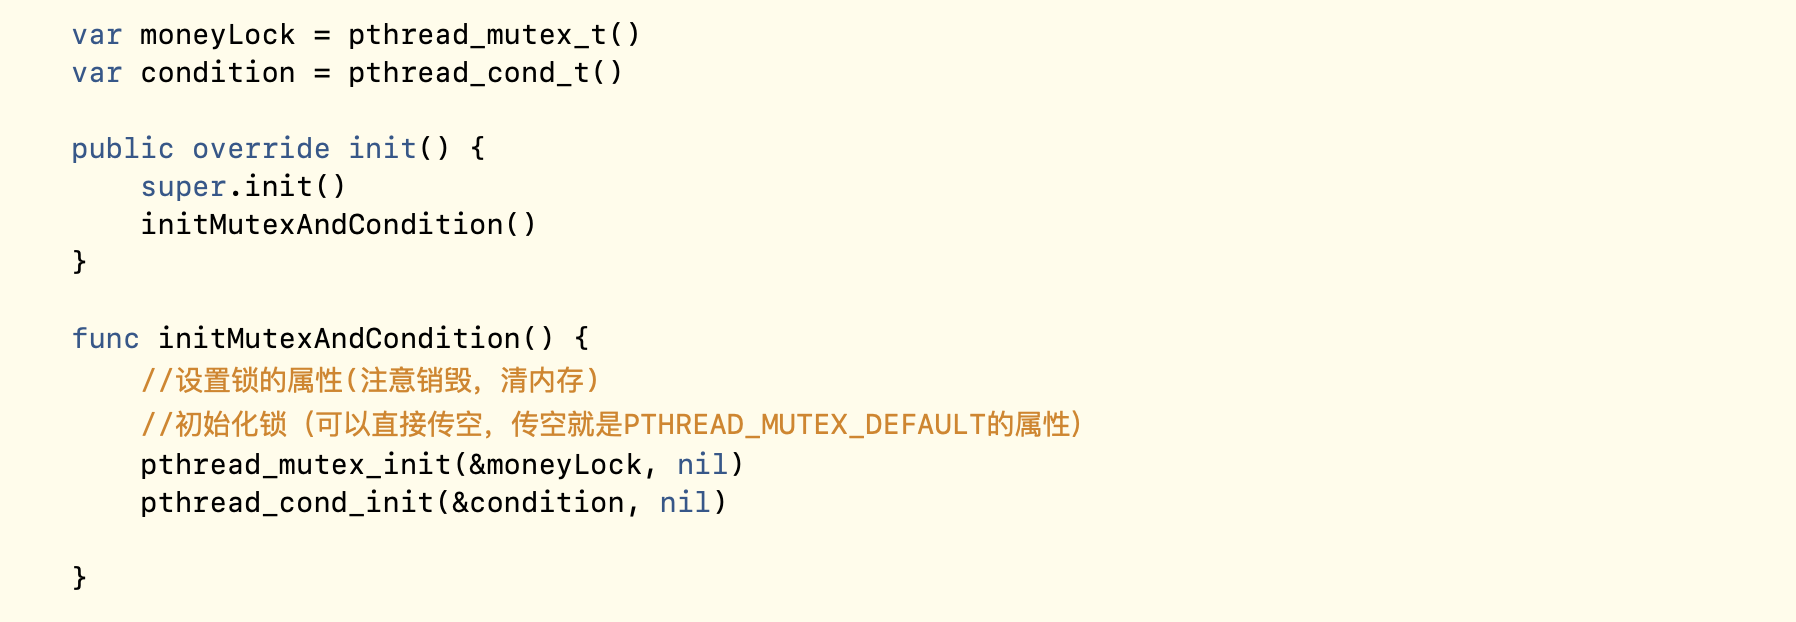 var moneyLock = pthread_mutex_t()
var condition = pthread_cond_t()
public override init() {
super.init()
initMutexAndCondition()
}
func initMutexAndCondition() {
//设置锁的属性(注意销毁，清内存)
//初始化锁（可以直接传空，传空就是PTHREAD_MUTEX_DEFAULT的属性）
pthread_mutex_init(&moneyLock, nil)
pthread_cond_init(&condition, nil)
}